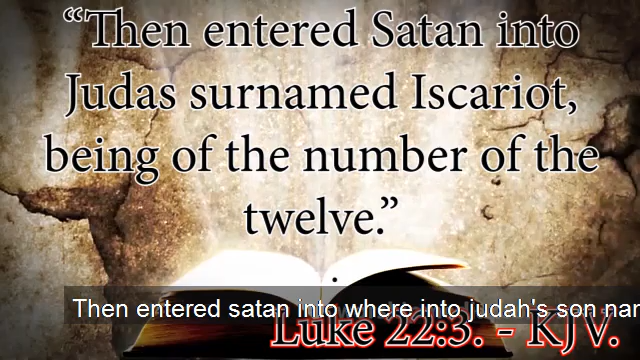 “Then entered Satan into
Judas surnamed Iscariot,
being of the number of the
twelve.”
Then entered satan into where into judah's son nar
Luke 22:3. - KJV.